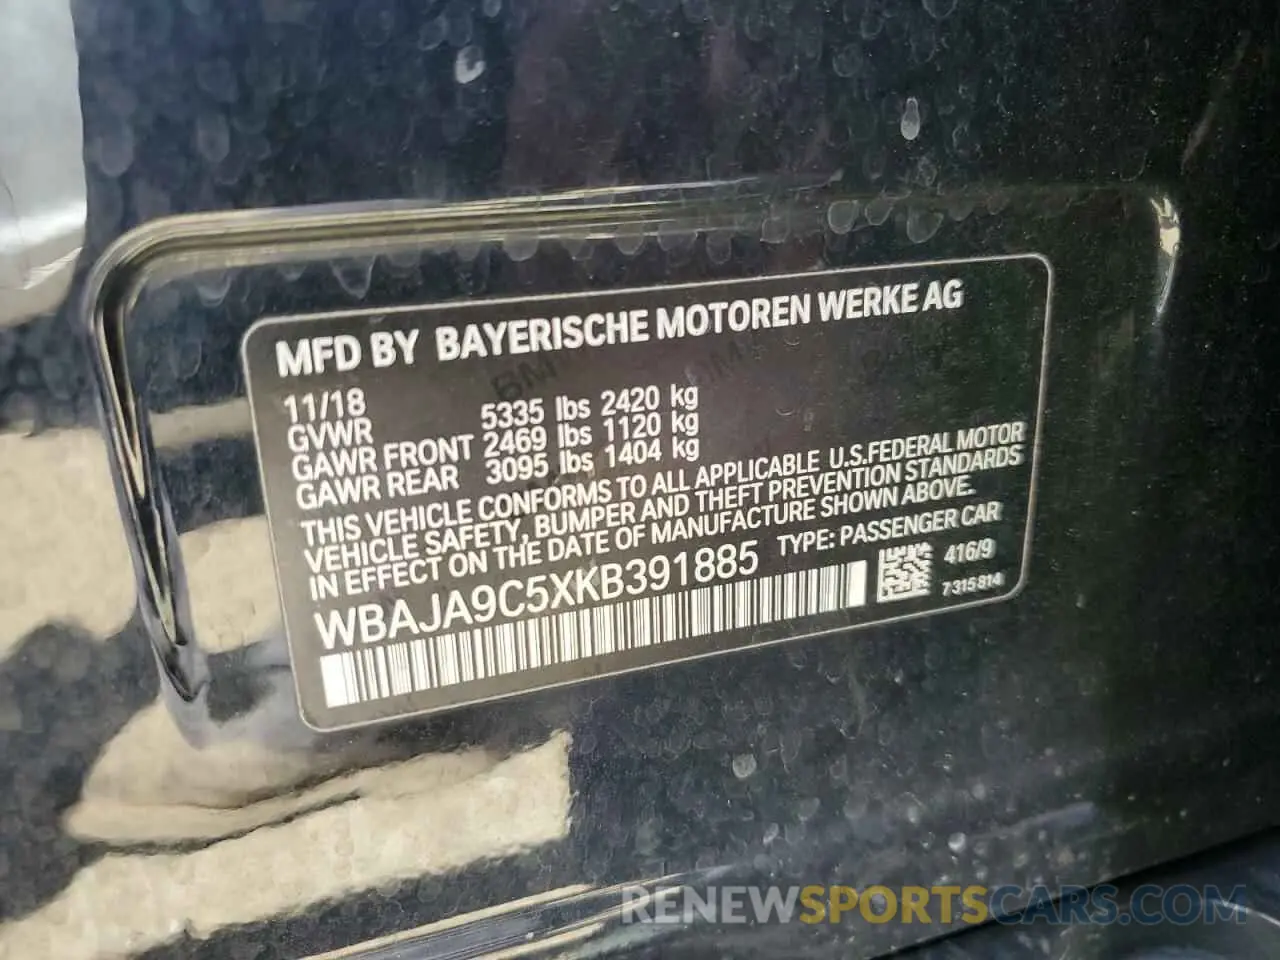 MFD BY BAYERISCHE MOTOREN WERKE AG
11/18
GVWR 5335 lbs 2420 kg
GAWR FRONT 2469 lbs 1120 kg
GAWR REAR 3095 lbs 1404 kg
THIS VEHICLE CONFORMS TO ALL APPLICABLE U.S.FEDERAL MOTOR
VEHICLE SAFETY, BUMPER AND THEFT PREVENTION STANDARDS
IN EFFECT ON THE DATE OF MANUFACTURE SHOWN ABOVE.
WBAJA9C5XKB391885 TYPE: PASSENGER CAR
416/9
7315814
RENEWSPORTSCARS.COM